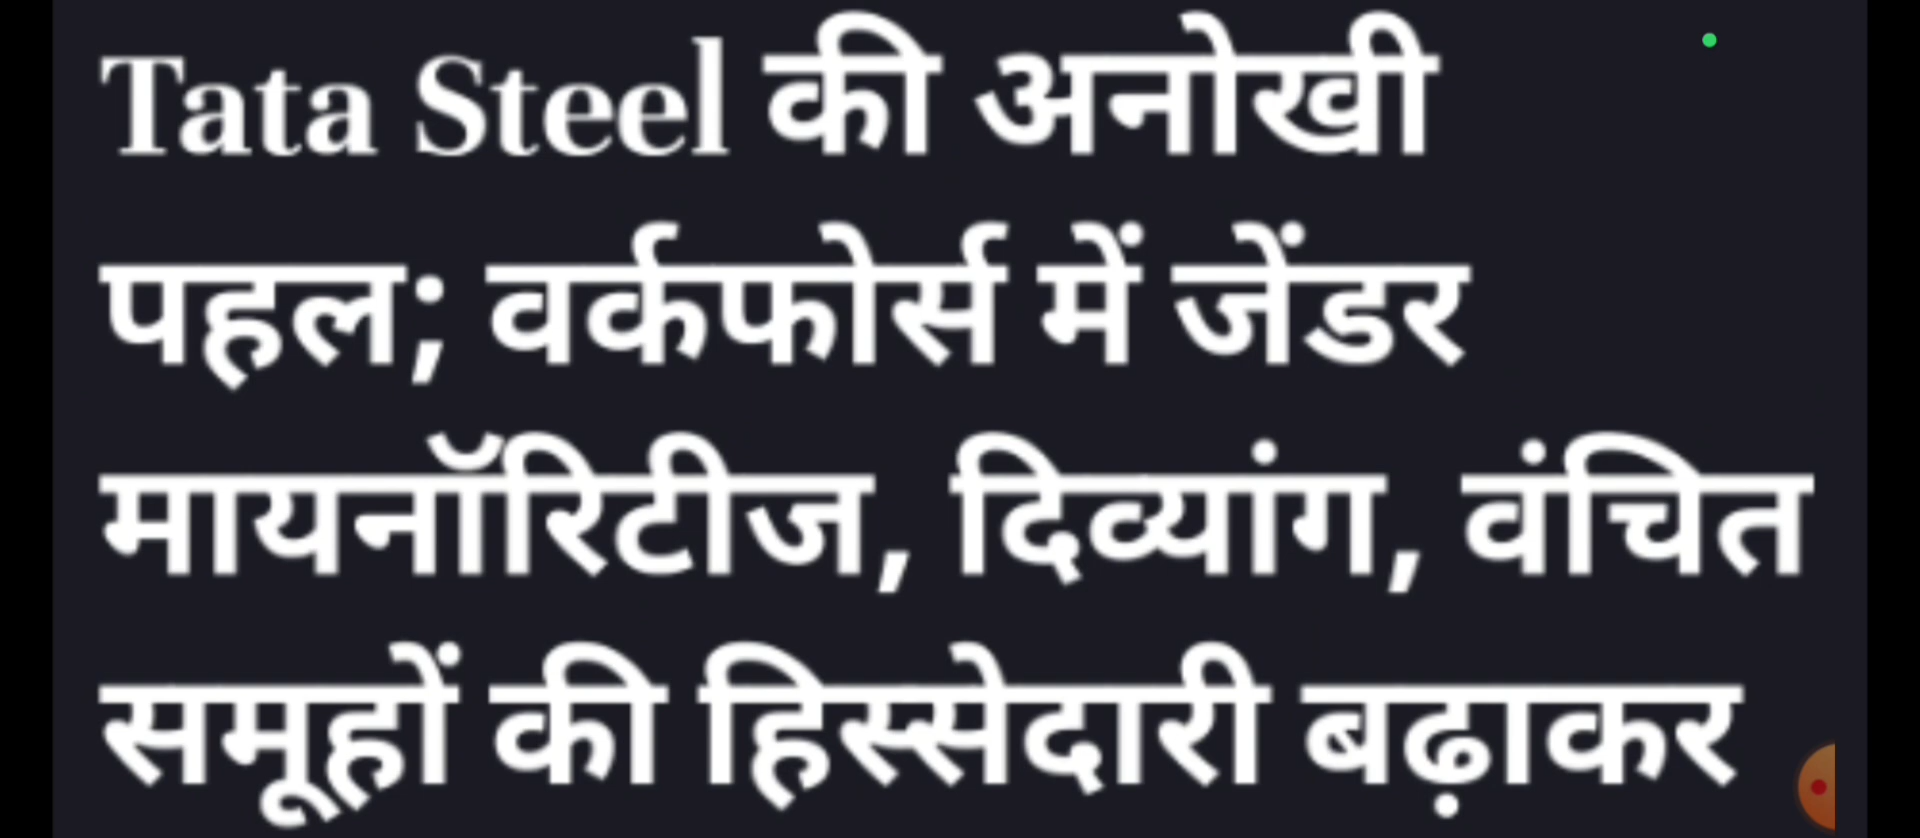 Tata Steel की अनोखी
पहल; वर्कफोर्स में जेंडर
मायनॉरिटीज, दिव्यांग, वंचित
समूहों की हिस्सेदारी बढ़ाकर